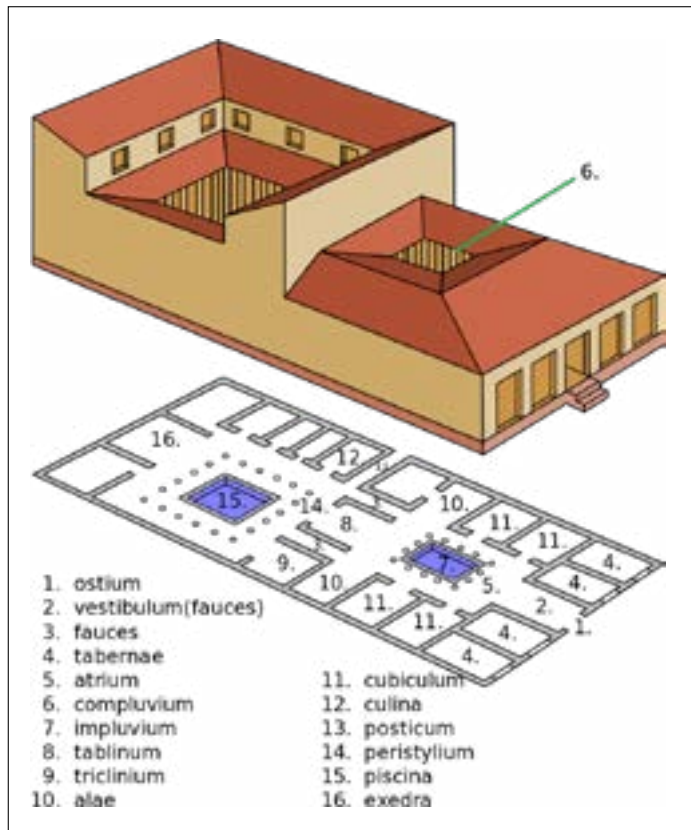 6.
16.
12
15.
14.
8.
10.
11.
11.
4.
7.
5.
4.
9.
10.
11.
11.
2.
4.
1.
4.
1. ostium
2. vestibulum(fauces)
3. fauces
4. tabernae
5. atrium
6. compluvium
7. impluvium
8. tablinum
9. triclinium
10. alae
11. cubiculum
12. culina
13. posticum
14. peristylium
15. piscina
16. exedra